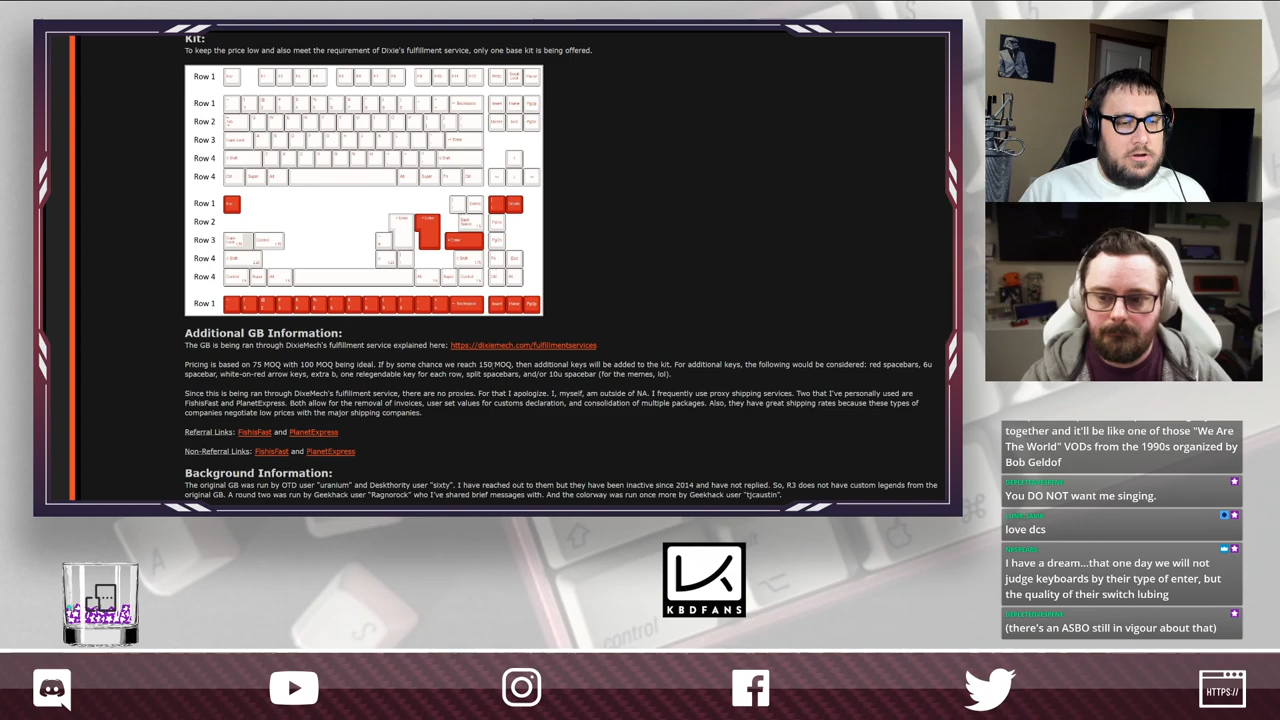 Kit:
To keep the price low and also meet the requirement of Dixie's fulfillment service, only one base kit is being offered.
Row 1
Row 1
Row 2
Row 3
Row 4
Row 4
Row 1
Row 2
Row 3
Row 4
Row 4
Row 1
Additional GB Information:
The GB is being ran through DixieMech's fulfillment service explained here: https://dixiemech.com/fulfillmentservices
Pricing is based on 75 MOQ with 100 MOQ being ideal. If by some chance we reach 150 MOQ, then additional keys will be added to the kit. For additional keys, the following would be considered: red spacebars, 6u
spacebar, white-on-red arrow keys, extra b, one relegendable key for each row, split spacebars, and/or 10u spacebar (for the memes, lol).
Since this is being ran through DixeMech's fulfillment service, there are no proxies. For that I apologize. I, myself, am outside of NA. I frequently use proxy shipping services. Two that I've personally used are
FishisFast and PlanetExpress. Both allow for the removal of invoices, user set values for customs declaration, and consolidation of multiple packages. Also, they have great shipping rates because these types of
companies negotiate low prices with the major shipping companies.
Referral Links: FishisFast and PlanetExpress
Non-Referral Links: FishisFast and PlanetExpress
Background Information:
The original GB was run by OTD user "uranium" and Deskthority user "sixty". I have reached out to them but they have been inactive since 2014 and have not replied. So, R3 does not have custom legends from the
original GB. A round two was run by Geekhack user "Ragnorock" who I've shared brief messages with. And the colorway was run once more by Geekhack user "tjcaustin".
together and it'll be like one of those "We Are
The World" VODs from the 1990s organized by
Bob Geldof
You DO NOT want me singing.
love dcs
I have a dream...that one day we will not
judge keyboards by their type of enter, but
the quality of their switch lubing
(there's an ASBO still in vigour about that)
KBDFANS
control
HTTPS://